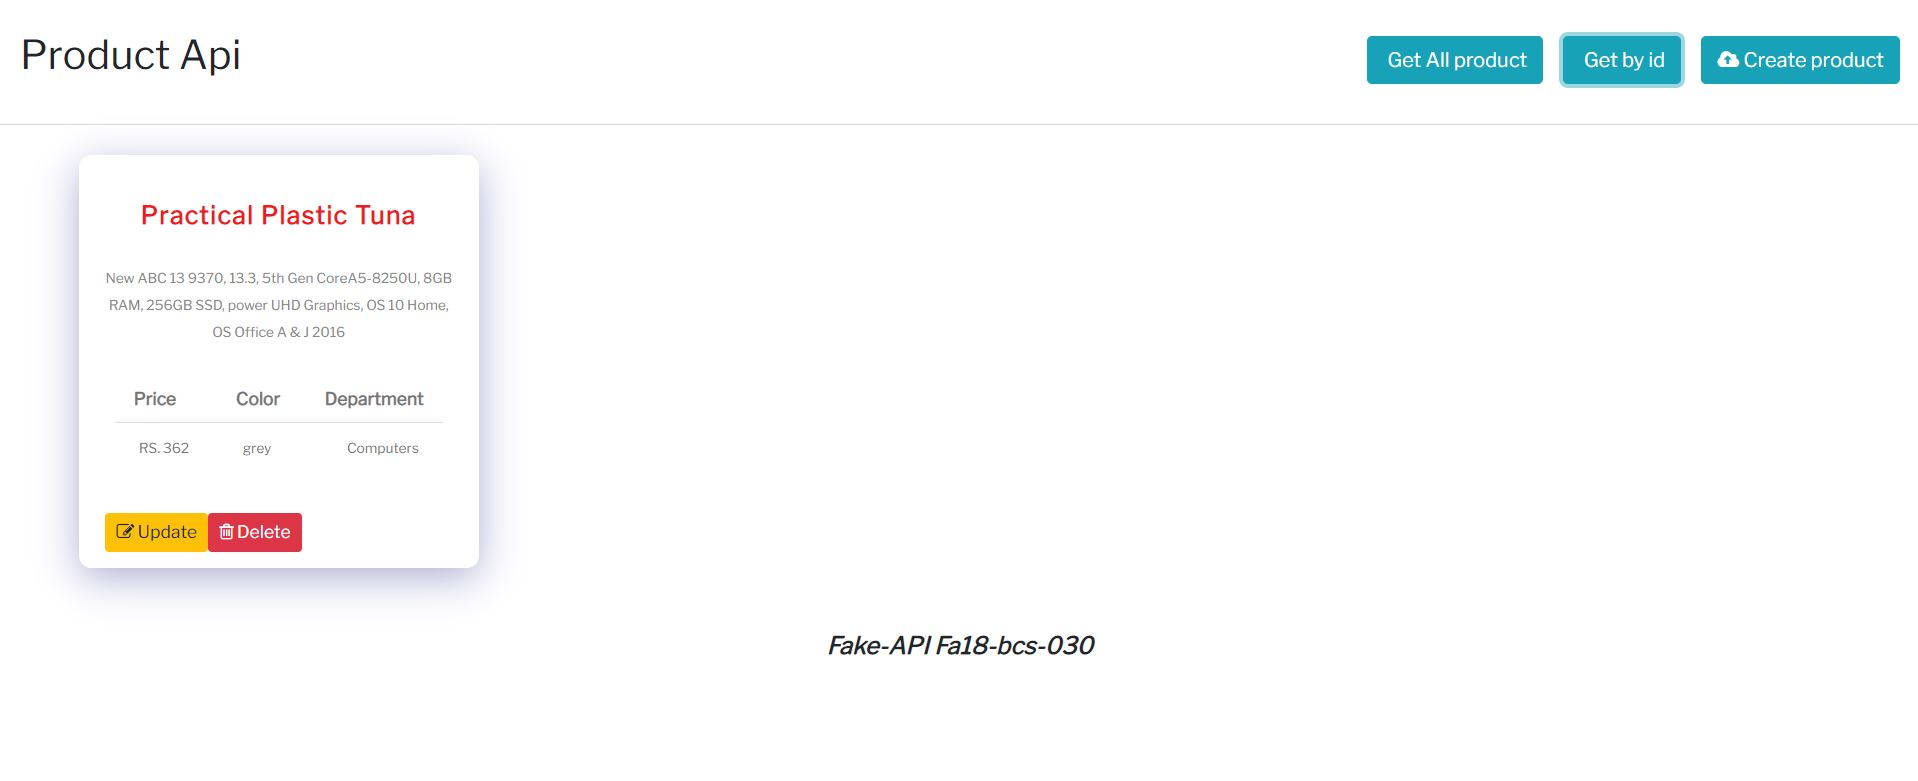 Product Api
Get All product
Get by id
Create product
Practical Plastic Tuna
New ABC 13 9370, 13.3, 5th Gen CoreA5-8250U, 8GB
RAM, 256GB SSD, power UHD Graphics, OS 10 Home,
OS Office A & J 2016
Price Color Department
RS. 362 grey Computers
Update Delete
Fake-API Fa18-bcs-030